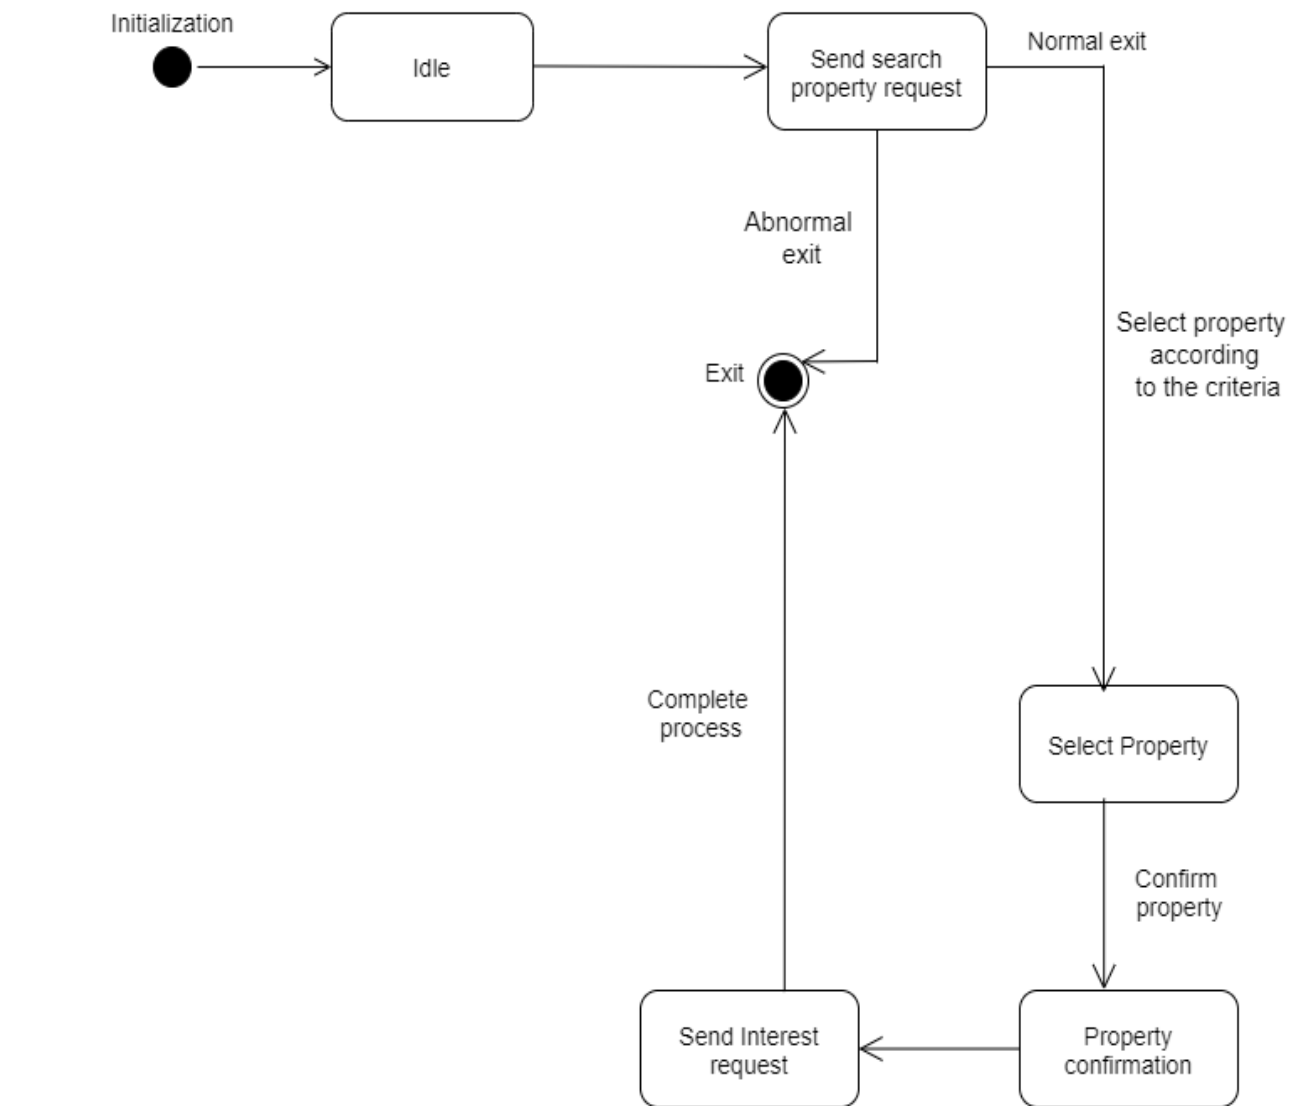 Initialization
Idle
Send search
property request
Normal exit
Abnormal
exit
Select property
according
to the criteria
Exit
Complete
process
Select Property
Confirm
property
Send Interest
request
Property
confirmation